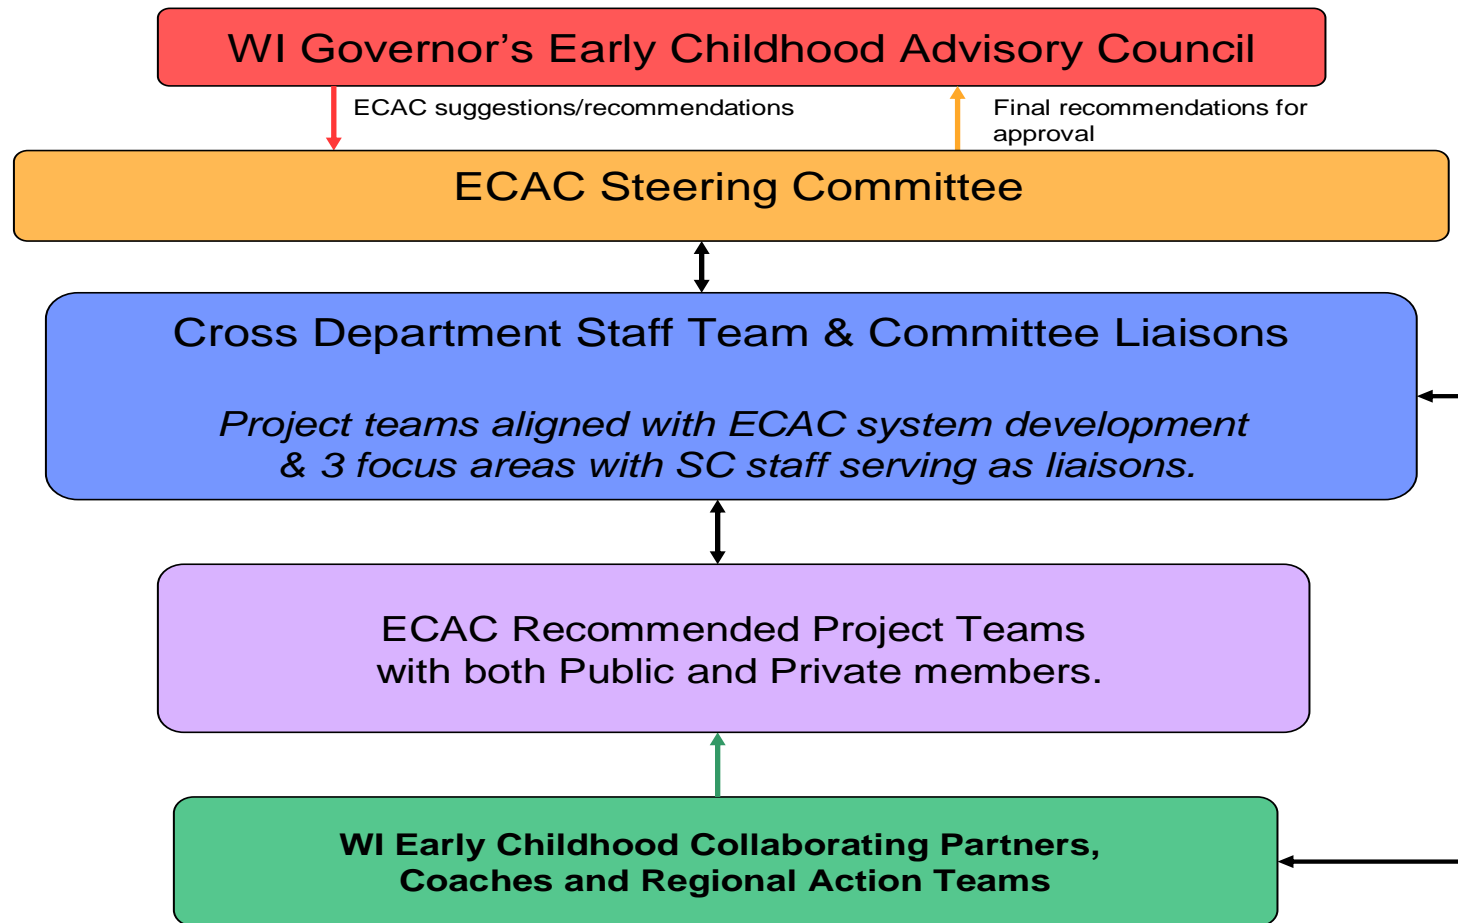 WI Governor’s Early Childhood Advisory Council
ECAC suggestions/recommendations
Final recommendations for
approval
ECAC Steering Committee
Cross Department Staff Team & Committee Liaisons
Project teams aligned with ECAC system development
& 3 focus areas with SC staff serving as liaisons.
ECAC Recommended Project Teams
with both Public and Private members.
WI Early Childhood Collaborating Partners,
Coaches and Regional Action Teams